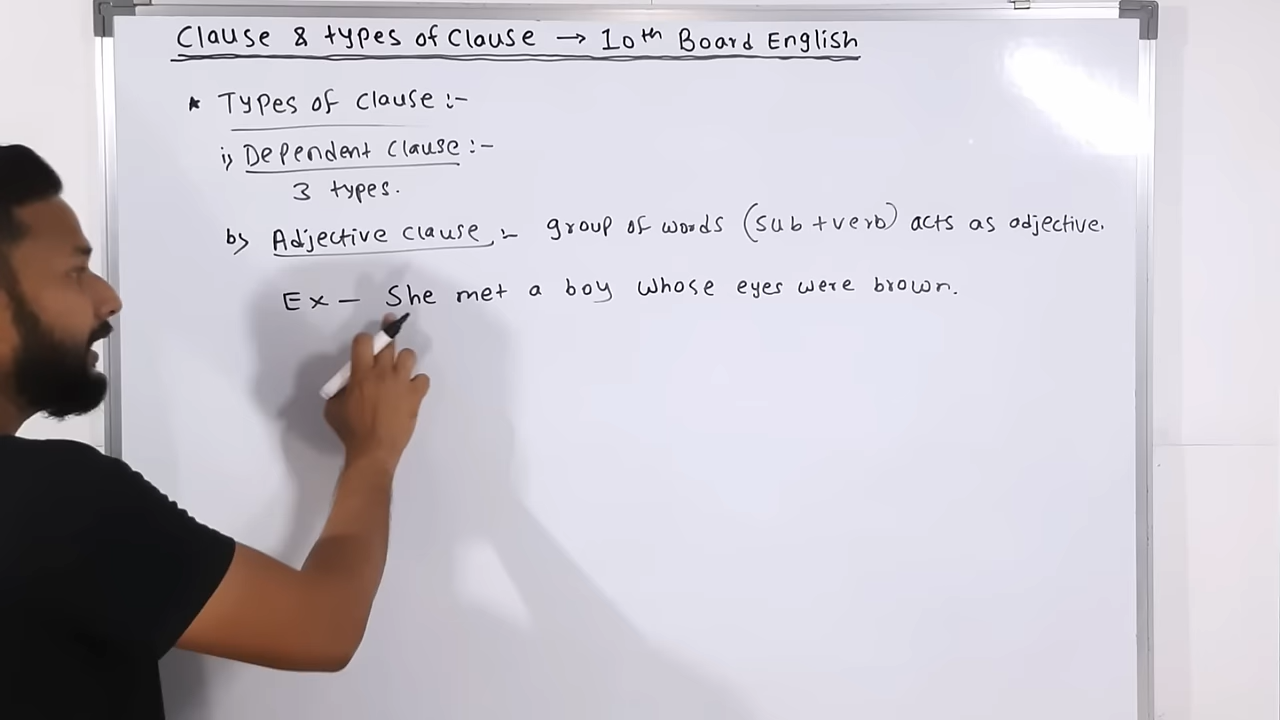 Clause & types of Clause → 10th Board English
* Types of clause :-
i) Dependent clause :-
3 types.
b) Adjective clause :- group of words (sub + verb) acts as adjective.
Ex - She met a boy whose eyes were brown.